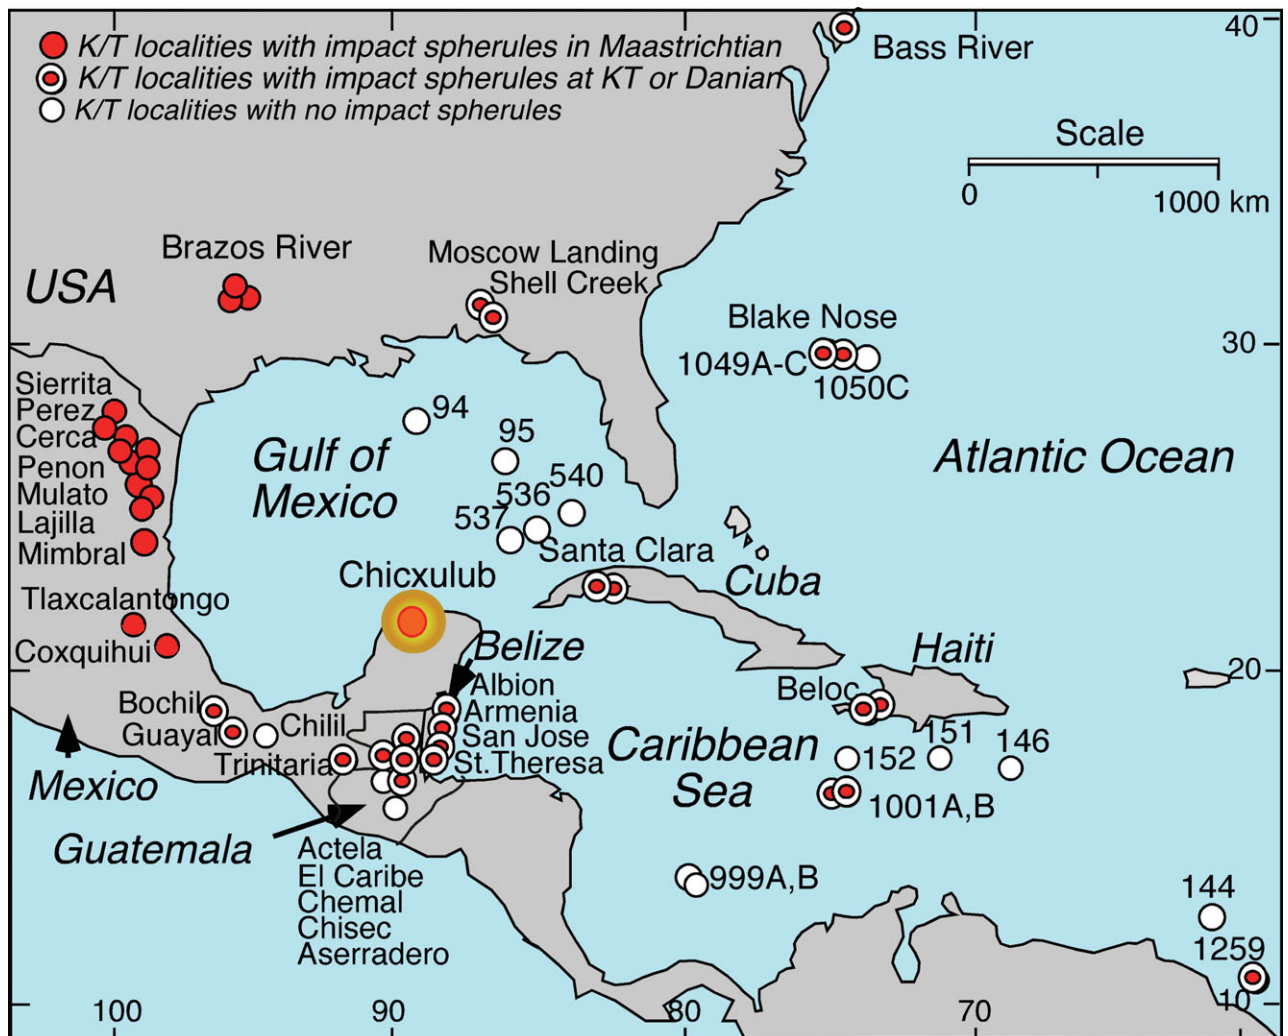 K/T localities with impact spherules in Maastrichtian
K/T localities with impact spherules at KT or Danian
K/T localities with no impact spherules
Bass River
40
Scale
0
1000 km
Brazos River
USA
Moscow Landing
Shell Creek
Blake Nose
1049A-C
1050C
30
Sierrita
Perez
Cerca
Penon
Mulato
Lajilla
Mimbral
94
95
Gulf of
Mexico
536
540
537
Atlantic Ocean
Santa Clara
Cuba
Chicxulub
Tlaxcalantongo
Coxquihui
Belize
Haiti
20
Albion
Armenia
San Jose
St.Theresa
Beloc
Bochil
Guayal
Chilil
Trinitaria
Caribbean
Sea
151
152
146
1001A,B
Mexico
Guatemala
Actela
El Caribe
Chemal
Chisec
Aserradero
999A,B
144
1259
100
90
80
70
10